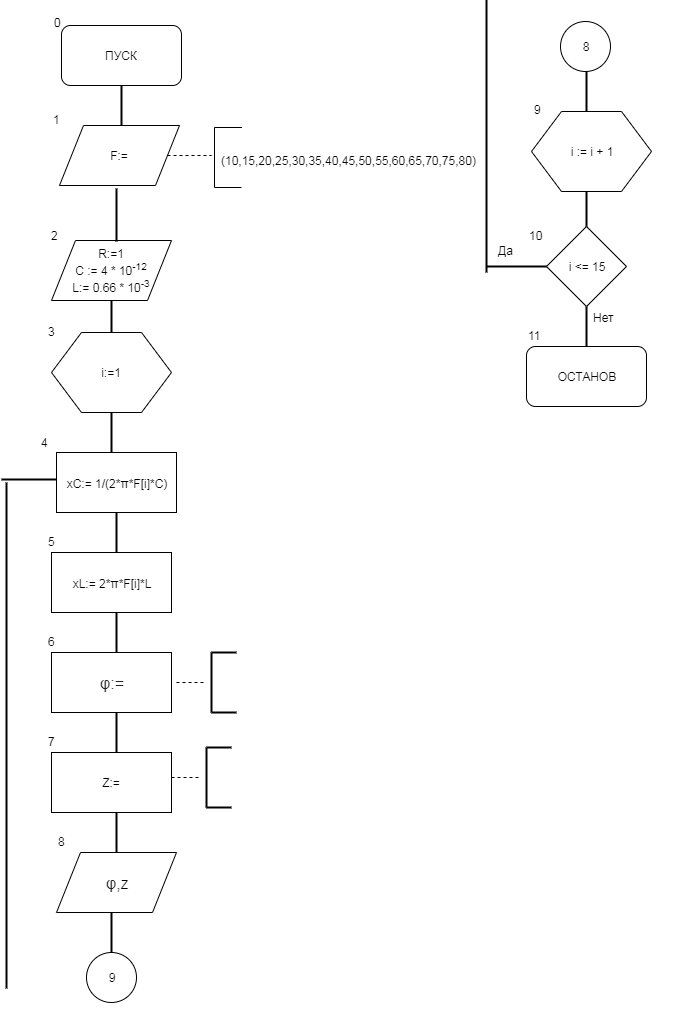 0
ПУСК
1
F:=
(10,15,20,25,30,35,40,45,50,55,60,65,70,75,80)
2
R:=1
C := 4 * 10^-12
L:= 0.66 * 10^-3
3
i:=1
4
xC:= 1/(2*π*F[i]*C)
5
xL:= 2*π*F[i]*L
6
φ:=
7
Z:=
8
φ,z
9
8
9
i := i + 1
10
Да
i <= 15
Нет
11
ОСТАНОВ